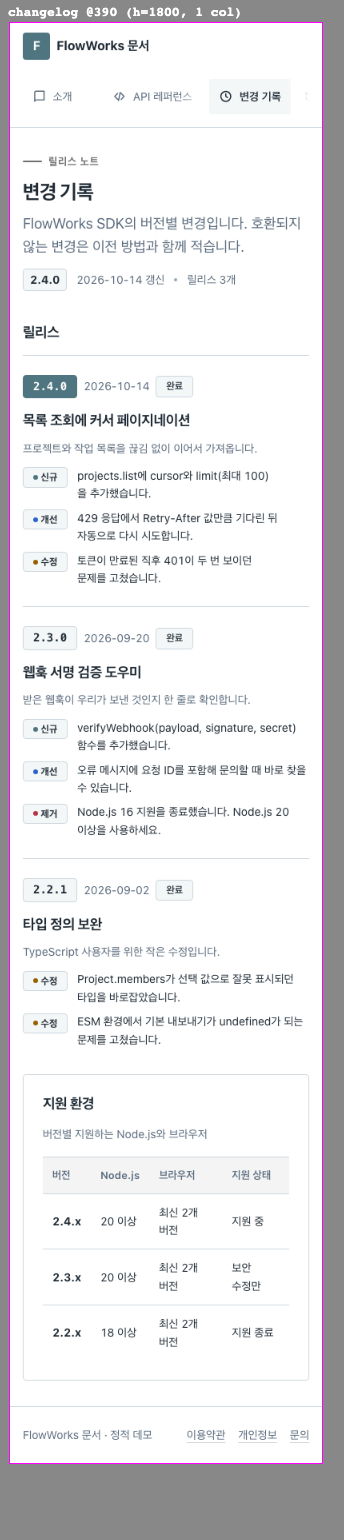 changelog @390 (h=1800, 1 col)
F FlowWorks 문서
소개 API 레퍼런스 변경 기록
릴리스 노트
변경 기록
FlowWorks SDK의 버전별 변경입니다. 호환되지
않는 변경은 이전 방법과 함께 적습니다.
2.4.0 2026-10-14 갱신 • 릴리스 3개
릴리스
2.4.0 2026-10-14 완료
목록 조회에 커서 페이지네이션
프로젝트와 작업 목록을 끊김 없이 이어서 가져옵니다.
신규 projects.list에 cursor와 limit(최대 100)
을 추가했습니다.
개선 429 응답에서 Retry-After 값만큼 기다린 뒤
자동으로 다시 시도합니다.
수정 토큰이 만료된 직후 401이 두 번 보이던
문제를 고쳤습니다.
2.3.0 2026-09-20 완료
웹훅 서명 검증 도우미
받은 웹훅이 우리가 보낸 것인지 한 줄로 확인합니다.
신규 verifyWebhook(payload, signature, secret)
함수를 추가했습니다.
개선 오류 메시지에 요청 ID를 포함해 문의할 때 바로 찾을
수 있습니다.
제거 Node.js 16 지원을 종료했습니다. Node.js 20
이상을 사용하세요.
2.2.1 2026-09-02 완료
타입 정의 보완
TypeScript 사용자를 위한 작은 수정입니다.
수정 Project.members가 선택 값으로 잘못 표시되던
타입을 바로잡았습니다.
수정 ESM 환경에서 기본 내보내기가 undefined가 되는
문제를 고쳤습니다.
지원 환경
버전별 지원하는 Node.js와 브라우저
버전 Node.js 브라우저 지원 상태
2.4.x 20 이상 최신 2개 버전 지원 중
2.3.x 20 이상 최신 2개 버전 보안 수정만
2.2.x 18 이상 최신 2개 버전 지원 종료
FlowWorks 문서 · 정적 데모 이용약관 개인정보 문의